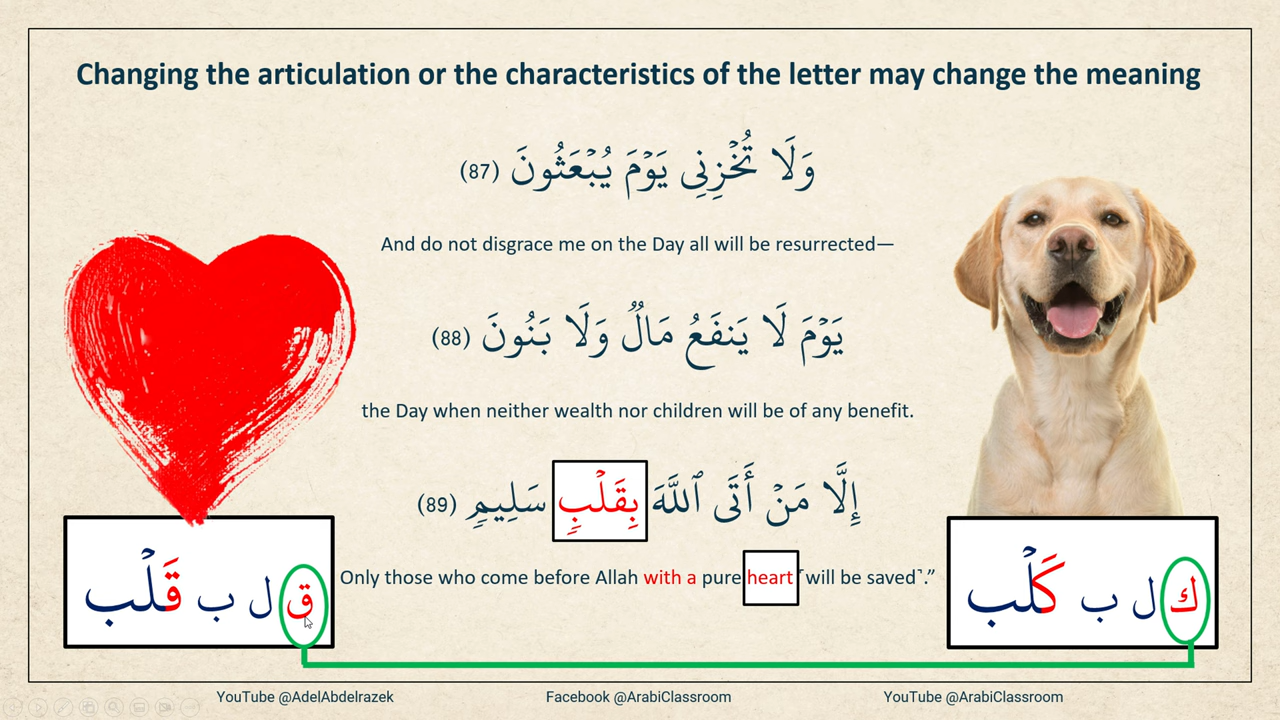 Changing the articulation or the characteristics of the letter may change the meaning
وَلَا تُخْزِنِى يَوْمَ يُبْعَثُونَ (87)
And do not disgrace me on the Day all will be resurrected—
يَوْمَ لَا يَنفَعُ مَالٌ وَلَا بَنُونَ (88)
the Day when neither wealth nor children will be of any benefit.
إِلَّا مَنْ أَتَى ٱللَّهَ بِقَلْبٍ سَلِيمٍ (89)
Only those who come before Allah with a pure heart ˹will be saved˺.”
ق ل ب قَلْب
ك ل ب كَلْب
YouTube @AdelAbdelrazek
Facebook @ArabiClassroom
YouTube @ArabiClassroom